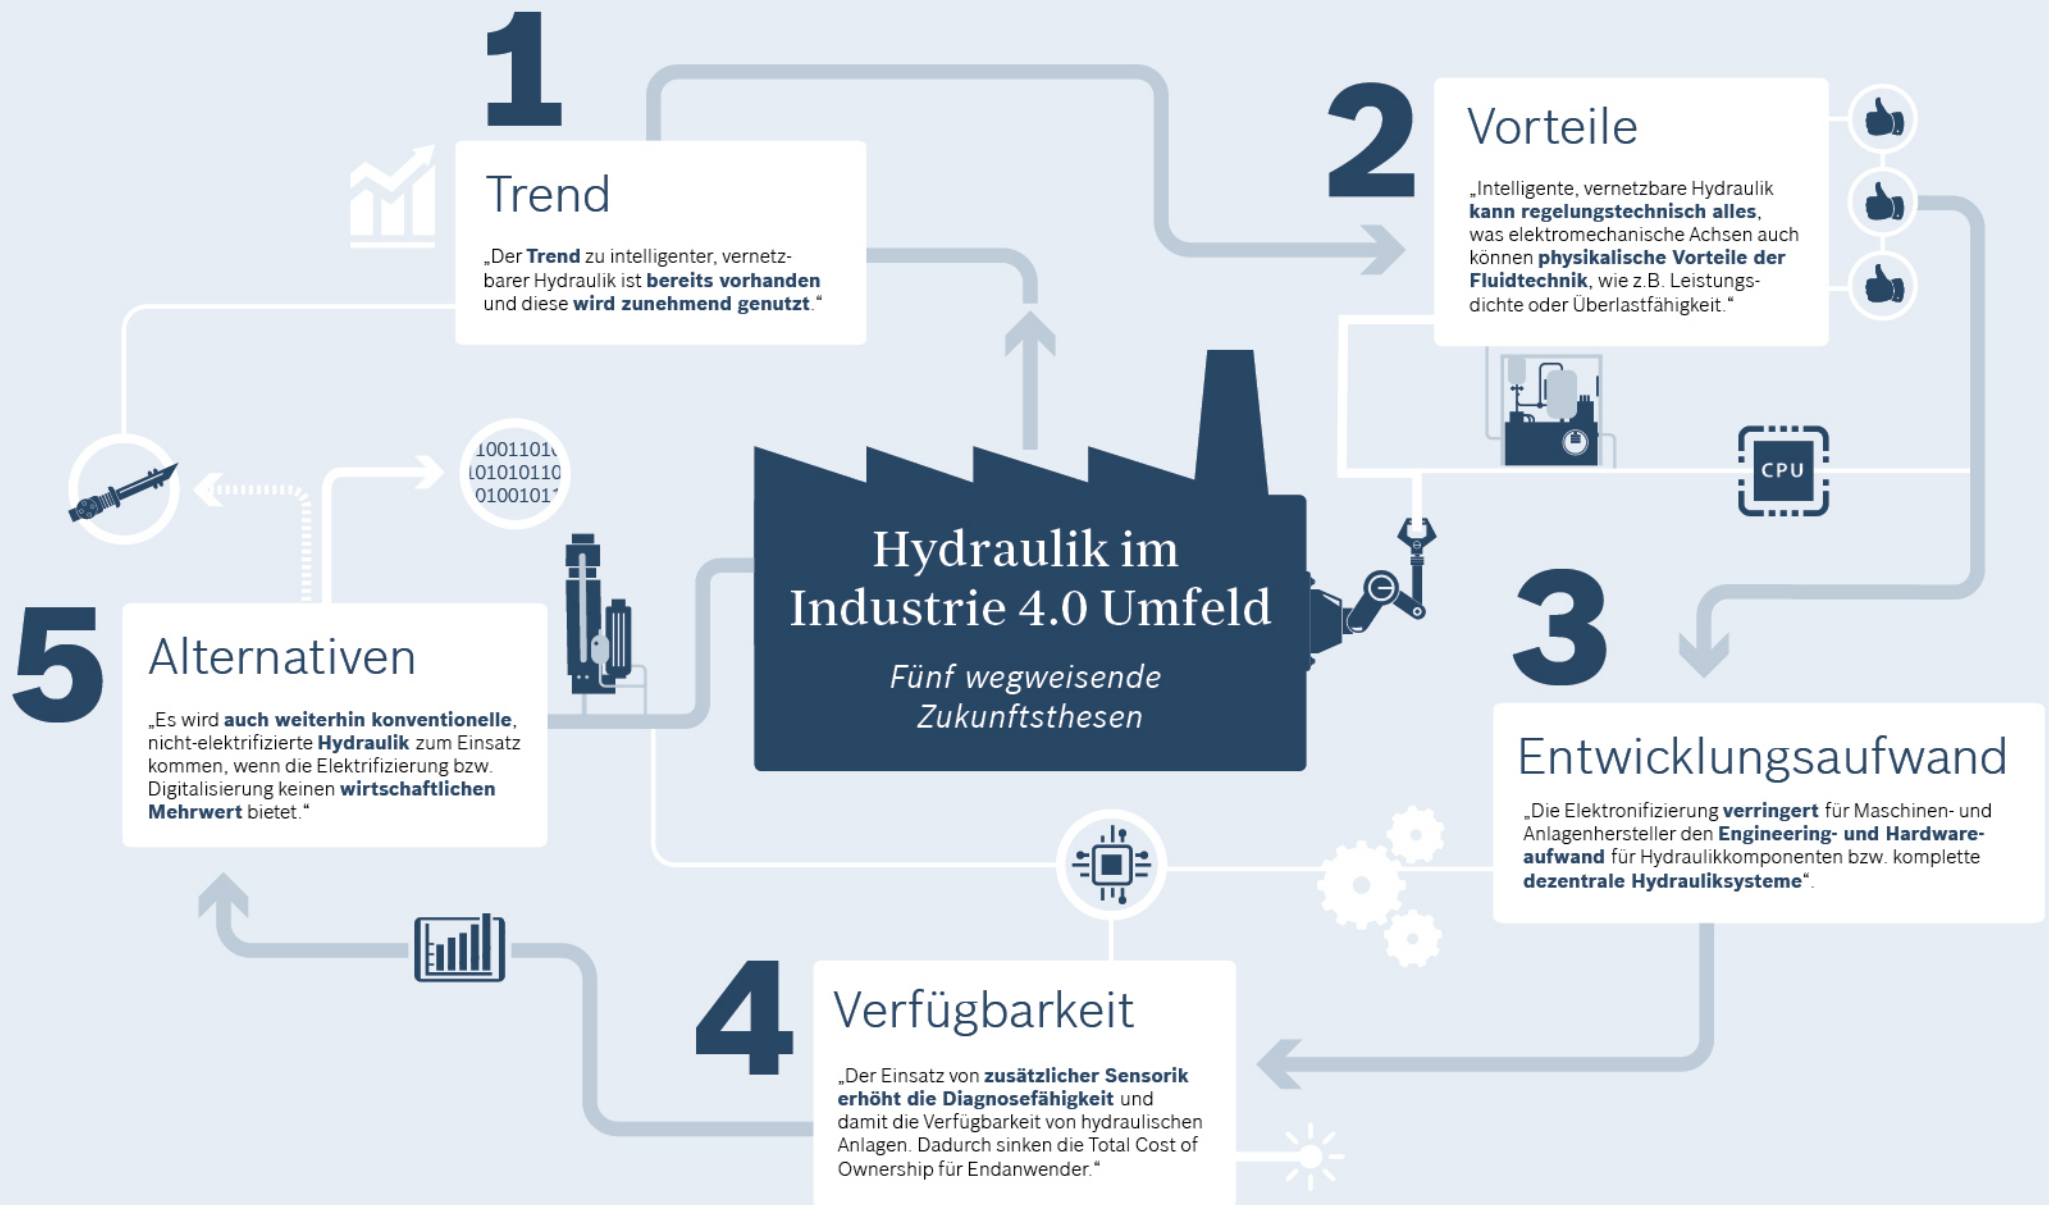 1
Trend
„Der Trend zu intelligenter, vernetz-
barer Hydraulik ist bereits vorhanden
und diese wird zunehmend genutzt.“
2
Vorteile
„Intelligente, vernetzbare Hydraulik
kann regelungstechnisch alles,
was elektromechanische Achsen auch
können physikalische Vorteile der
Fluidtechnik, wie z.B. Leistungs-
dichte oder Überlastfähigkeit.“
CPU
Hydraulik im
Industrie 4.0 Umfeld
Fünf wegweisende
Zukunftsthesen
3
Entwicklungsaufwand
„Die Elektronifizierung verringert für Maschinen- und
Anlagenhersteller den Engineering- und Hardware-
aufwand für Hydraulikkomponenten bzw. komplette
dezentrale Hydrauliksysteme“.
4
Verfügbarkeit
„Der Einsatz von zusätzlicher Sensorik
erhöht die Diagnosefähigkeit und
damit die Verfügbarkeit von hydraulischen
Anlagen. Dadurch sinken die Total Cost of
Ownership für Endanwender.“
5
Alternativen
„Es wird auch weiterhin konventionelle,
nicht-elektrifizierte Hydraulik zum Einsatz
kommen, wenn die Elektrifizierung bzw.
Digitalisierung keinen wirtschaftlichen
Mehrwert bietet.“